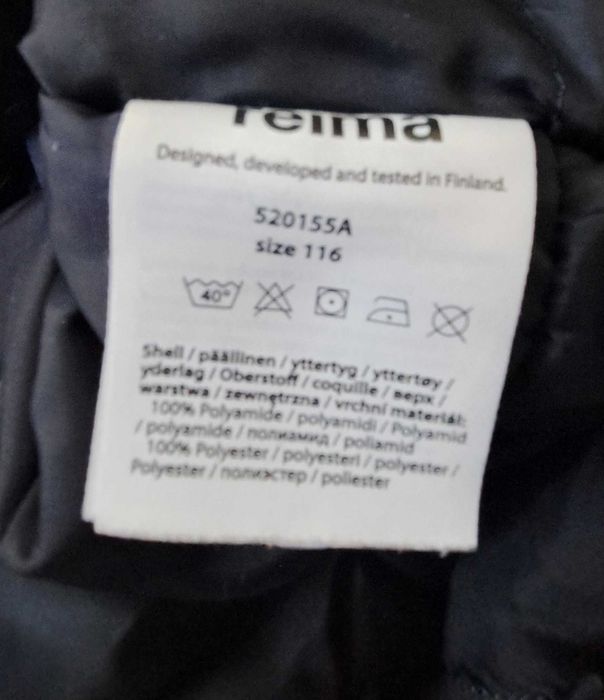 reima
Designed, developed and tested in Finland.
520155A
size 116
40°
Shell / päällinen / yttertyg / yttertøy /
yderlag / Oberstoff / coquille / верх /
warstwa / zewnętrzna / vrchní materiál:
100% Polyamide / polyamidi / Polyamid
/ polyamide / полиамид / poliamid
100% Polyester / polyesteri / polyester /
Polyester / полиэстер / poliester